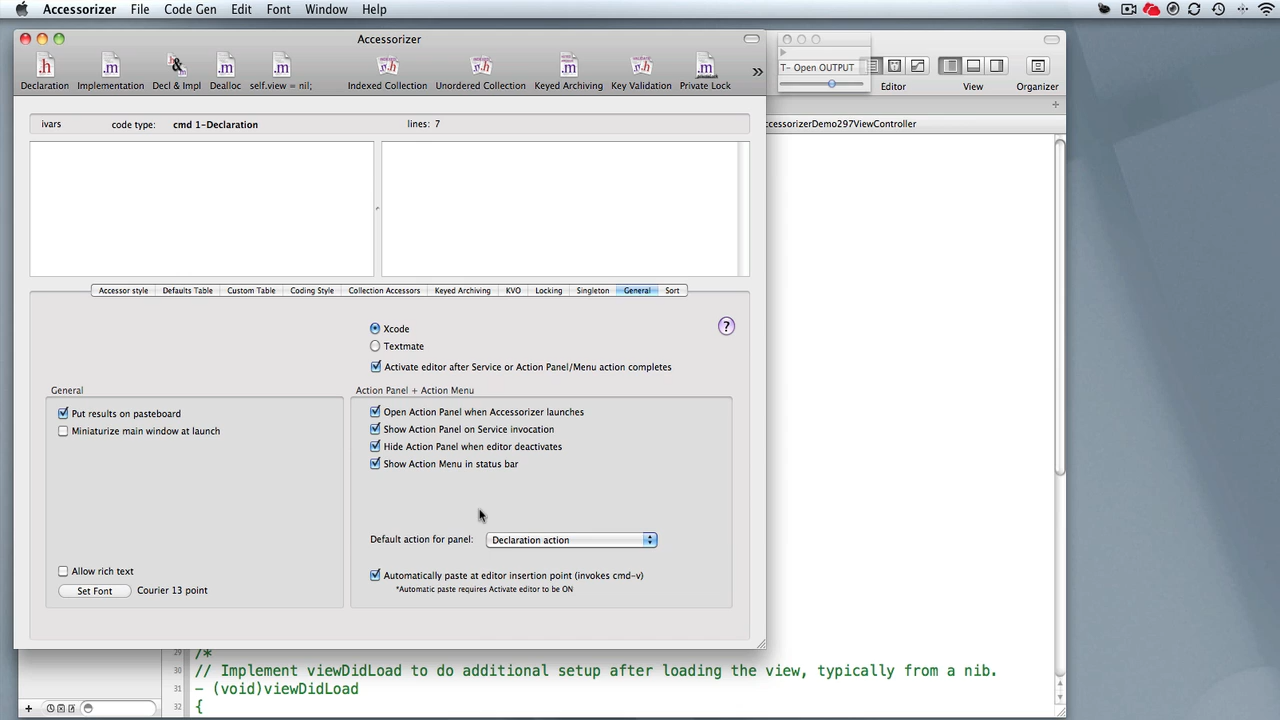 Accessorizer File Code Gen Edit Font Window Help
Accessorizer
T- Open OUTPUT
Declaration Implementation Decl & Impl Dealloc self.view = nil; Indexed Collection Unordered Collection Keyed Archiving Key Validation Private Lock »
Editor View Organizer
ivars code type: cmd 1-Declaration lines: 7
ccessorizerDemo297ViewController
Accessor style Defaults Table Custom Table Coding Style Collection Accessors Keyed Archiving KVO Locking Singleton General Sort
Xcode
?
Textmate
Activate editor after Service or Action Panel/Menu action completes
General
Action Panel + Action Menu
Put results on pasteboard
Miniaturize main window at launch
Open Action Panel when Accessorizer launches
Show Action Panel on Service invocation
Hide Action Panel when editor deactivates
Show Action Menu in status bar
Default action for panel: Declaration action
Allow rich text
Set Font Courier 13 point
Automatically paste at editor insertion point (invokes cmd-v)
*Automatic paste requires Activate editor to be ON
29 /*
30 // Implement viewDidLoad to do additional setup after loading the view, typically from a nib.
31 - (void)viewDidLoad
32 {